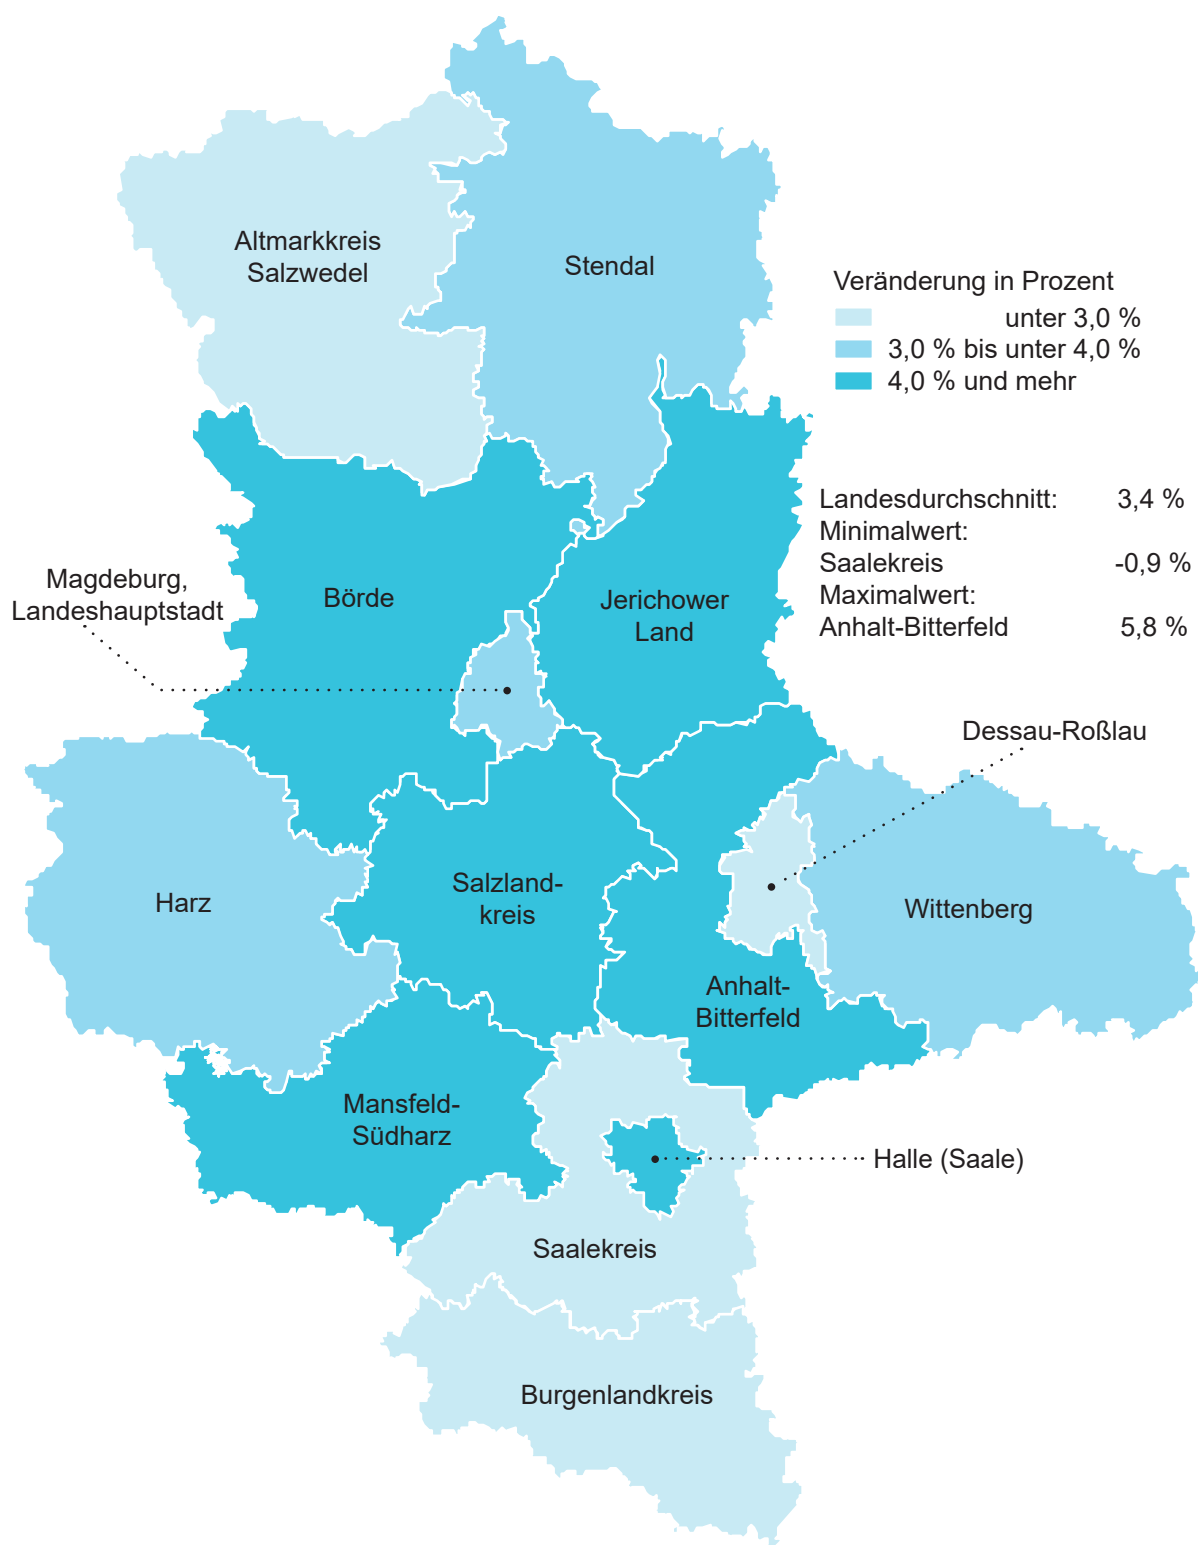 Altmarkkreis
Salzwedel
Stendal
Veränderung in Prozent
unter 3,0 %
3,0 % bis unter 4,0 %
4,0 % und mehr
Landesdurchschnitt: 3,4 %
Minimalwert:
Saalekreis -0,9 %
Maximalwert:
Anhalt-Bitterfeld 5,8 %
Magdeburg,
Landeshauptstadt
Börde
Jerichower
Land
Dessau-Roßlau
Harz
Salzland-
kreis
Wittenberg
Anhalt-
Bitterfeld
Mansfeld-
Südharz
Halle (Saale)
Saalekreis
Burgenlandkreis